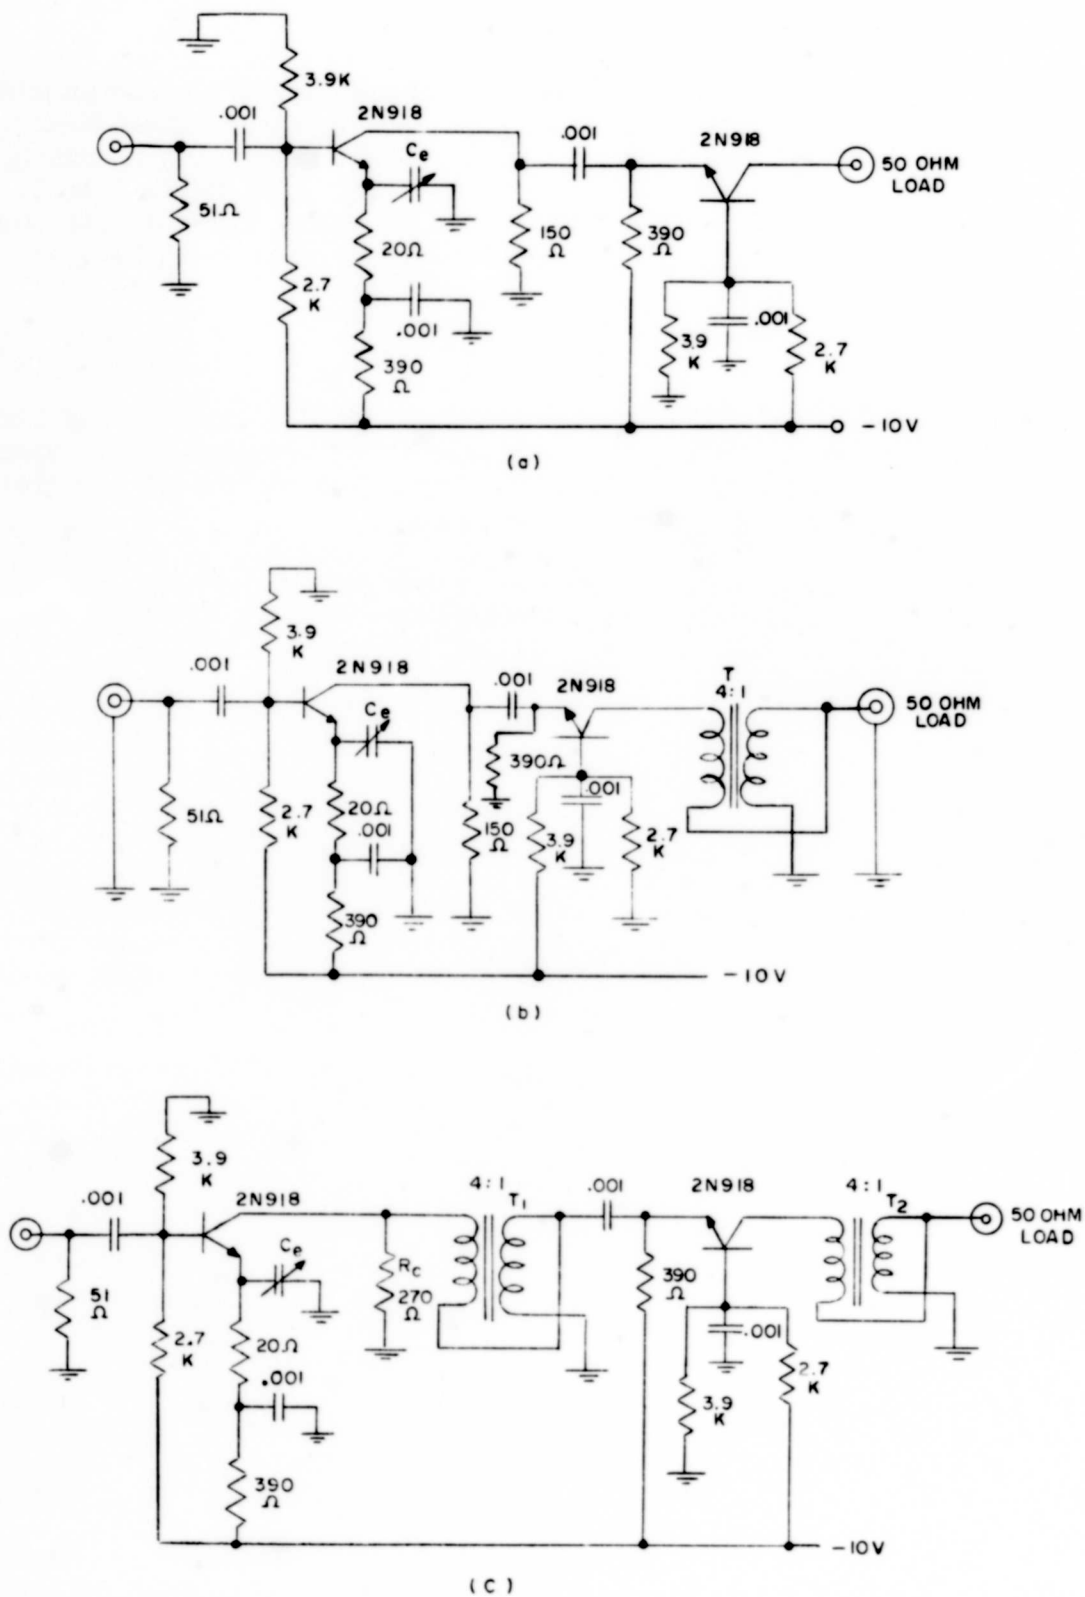 3.9K
2N918
.001
Ce
.001
2N918
50 OHM
LOAD
51Ω
20Ω
150
Ω
390
Ω
2.7
K
.001
.001
3.9
K
2.7
K
390
Ω
-10V
(a)
3.9
K
.001
2N918
.001
2N918
T
4:1
50 OHM
LOAD
Ce
390Ω
51Ω
2.7
K
20Ω
.001
.001
150
Ω
3.9
K
2.7
K
390
Ω
-10V
(b)
3.9
K
.001
2N918
4:1
T1
.001
2N918
4:1
T2
50 OHM
LOAD
Ce
Rc
270
Ω
390
Ω
51
Ω
2.7
K
20Ω
.001
.001
2.7
K
3.9
K
390
Ω
-10V
(C)